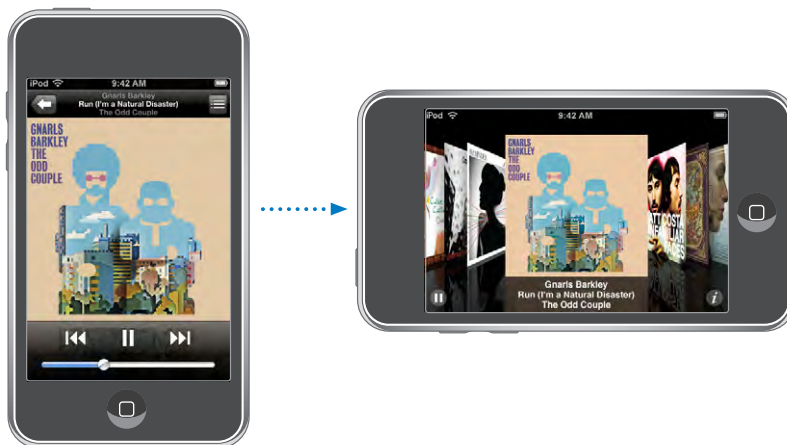 iPod 9:42 AM
Gnarls Barkley
Run (I'm a Natural Disaster)
The Odd Couple
GNARLS
BARKLEY
THE
ODD
COUPLE
iPod 9:42 AM
GNARLS
BARKLEY
THE
ODD
COUPLE
Gnarls Barkley
Run (I'm a Natural Disaster)
The Odd Couple
i